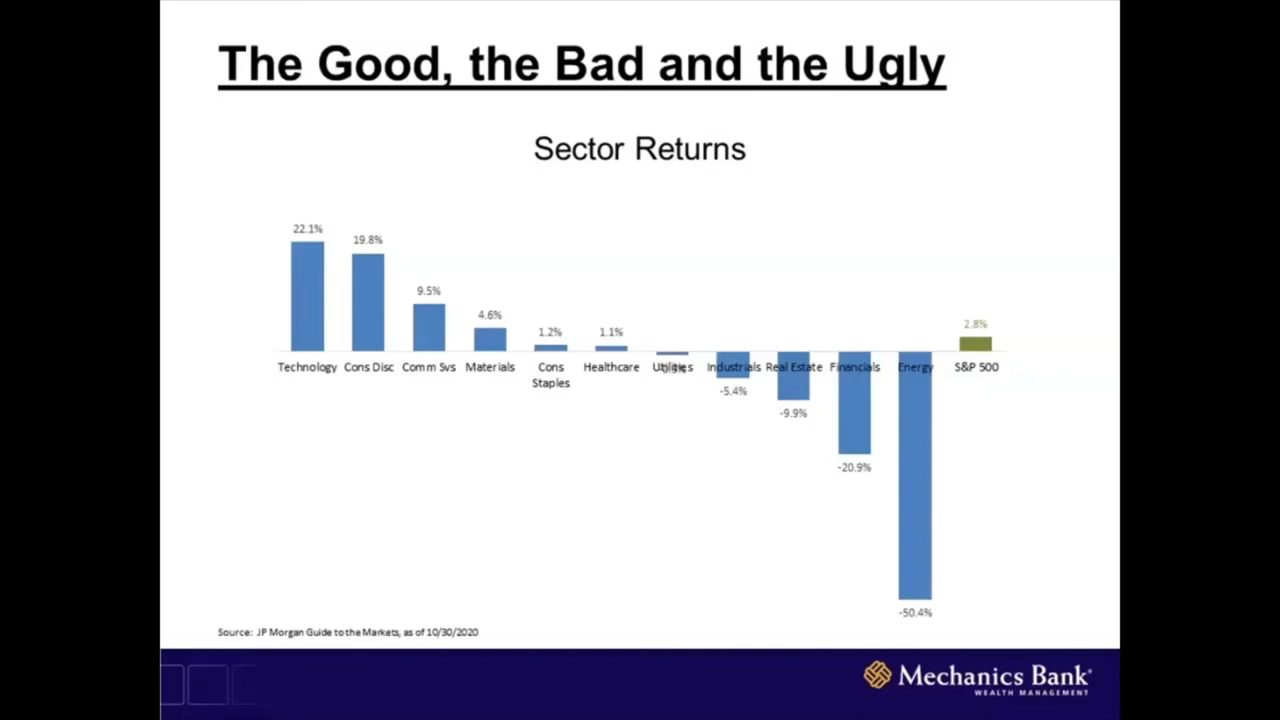 The Good, the Bad and the Ugly
Sector Returns
22.1%
19.8%
9.5%
4.6%
1.2%
1.1%
2.8%
Technology Cons Disc Comm Svs Materials Cons Healthcare Utilities Industrials Real Estate Financials Energy S&P 500
Staples
-5.4%
-9.9%
-20.9%
-50.4%
Source: JP Morgan Guide to the Markets, as of 10/30/2020
Mechanics Bank
WEALTH MANAGEMENT